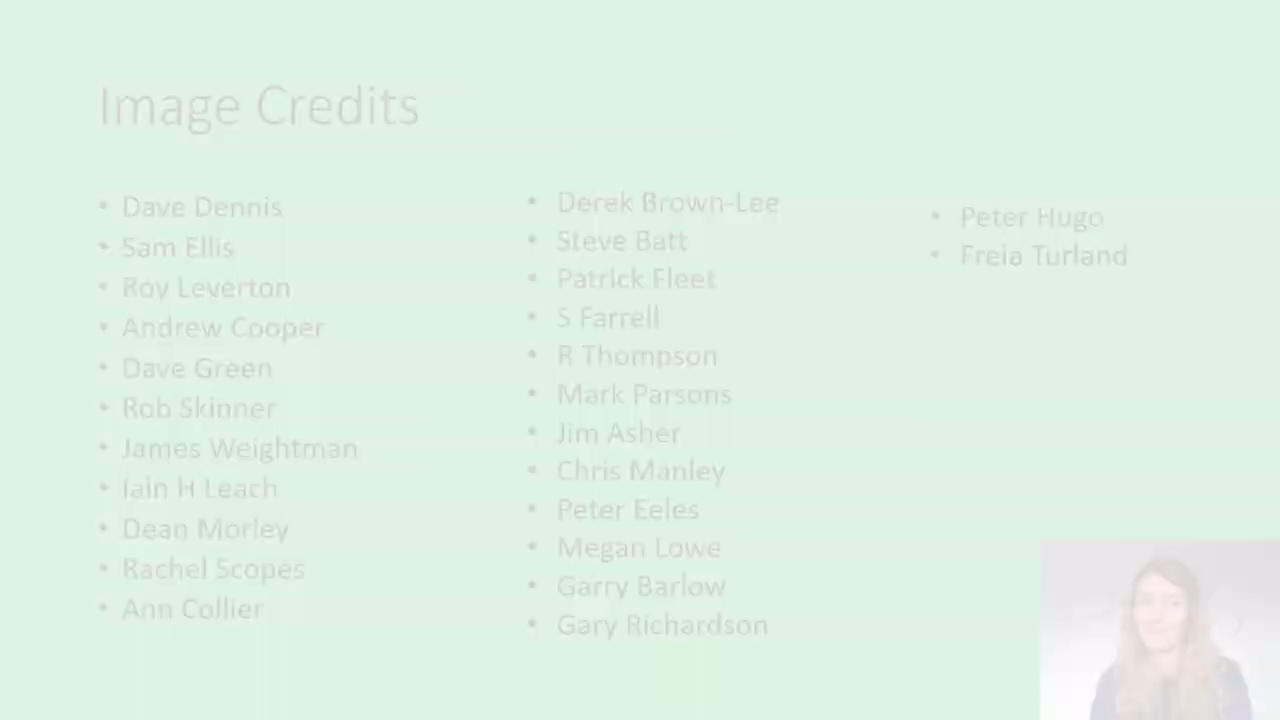 Image Credits
• Dave Dennis
• Sam Ellis
• Roy Leverton
• Andrew Cooper
• Dave Green
• Rob Skinner
• James Weightman
• Iain H Leach
• Dean Morley
• Rachel Scopes
• Ann Collier
• Derek Brown-Lee
• Steve Batt
• Patrick Fleet
• S Farrell
• R Thompson
• Mark Parsons
• Jim Asher
• Chris Manley
• Peter Eeles
• Megan Lowe
• Garry Barlow
• Gary Richardson
• Peter Hugo
• Freia Turland